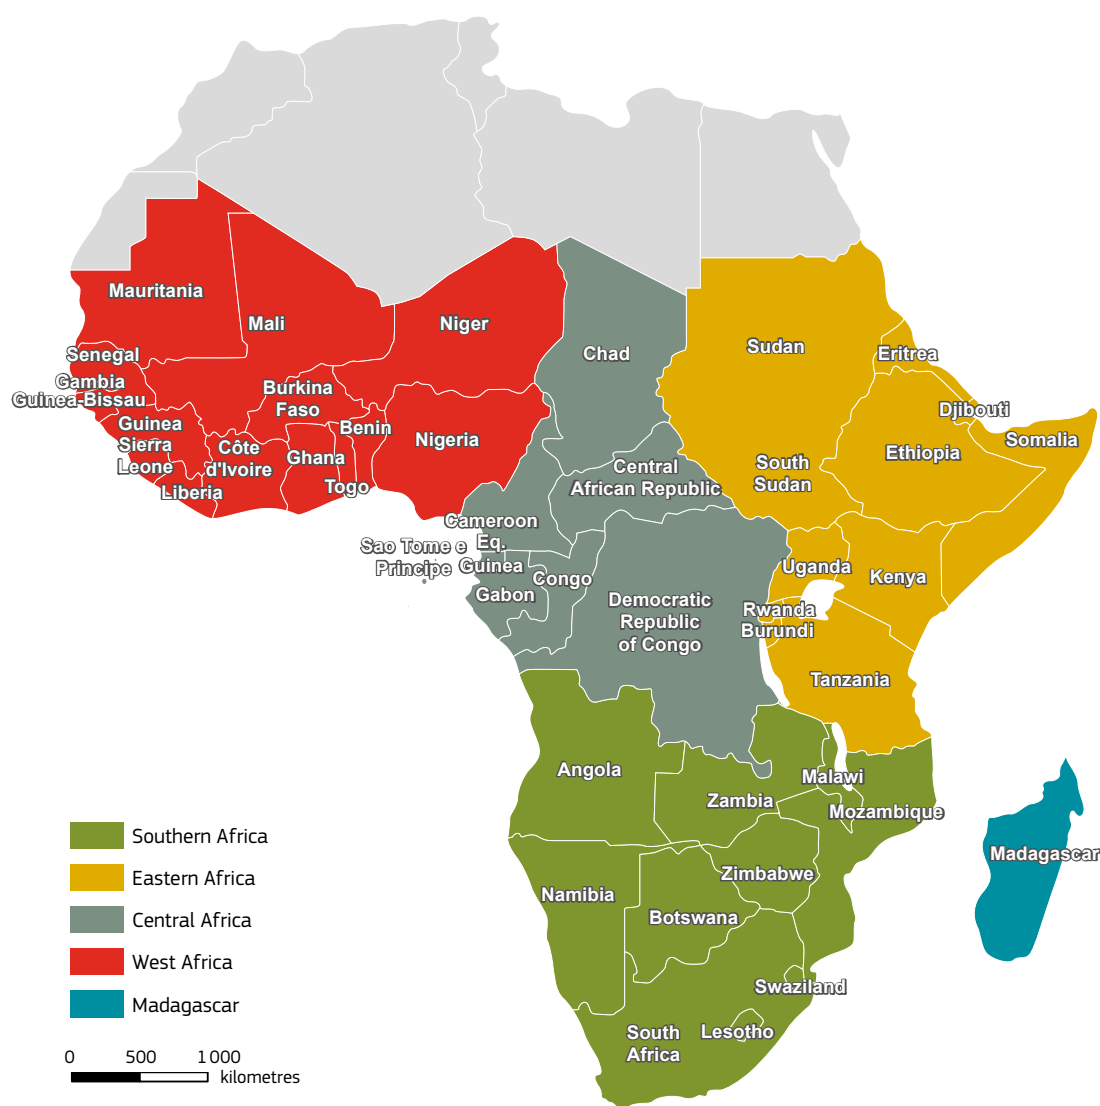 Mauritania
Mali
Niger
Chad
Sudan
Eritrea
Senegal
Gambia
Guinea-Bissau
Burkina
Faso
Djibouti
Guinea
Benin
Nigeria
Somalia
Sierra
Leone
Côte
d'Ivoire
Ghana
Ethiopia
Central
African Republic
South
Sudan
Liberia
Togo
Cameroon
Eq.
Guinea
Sao Tome e
Principe
Congo
Gabon
Uganda
Kenya
Democratic
Republic
of Congo
Rwanda
Burundi
Tanzania
Angola
Malawi
Zambia
Mozambique
Madagascar
Zimbabwe
Namibia
Botswana
Swaziland
South
Africa
Lesotho
Southern Africa
Eastern Africa
Central Africa
West Africa
Madagascar
0 500 1 000
kilometres